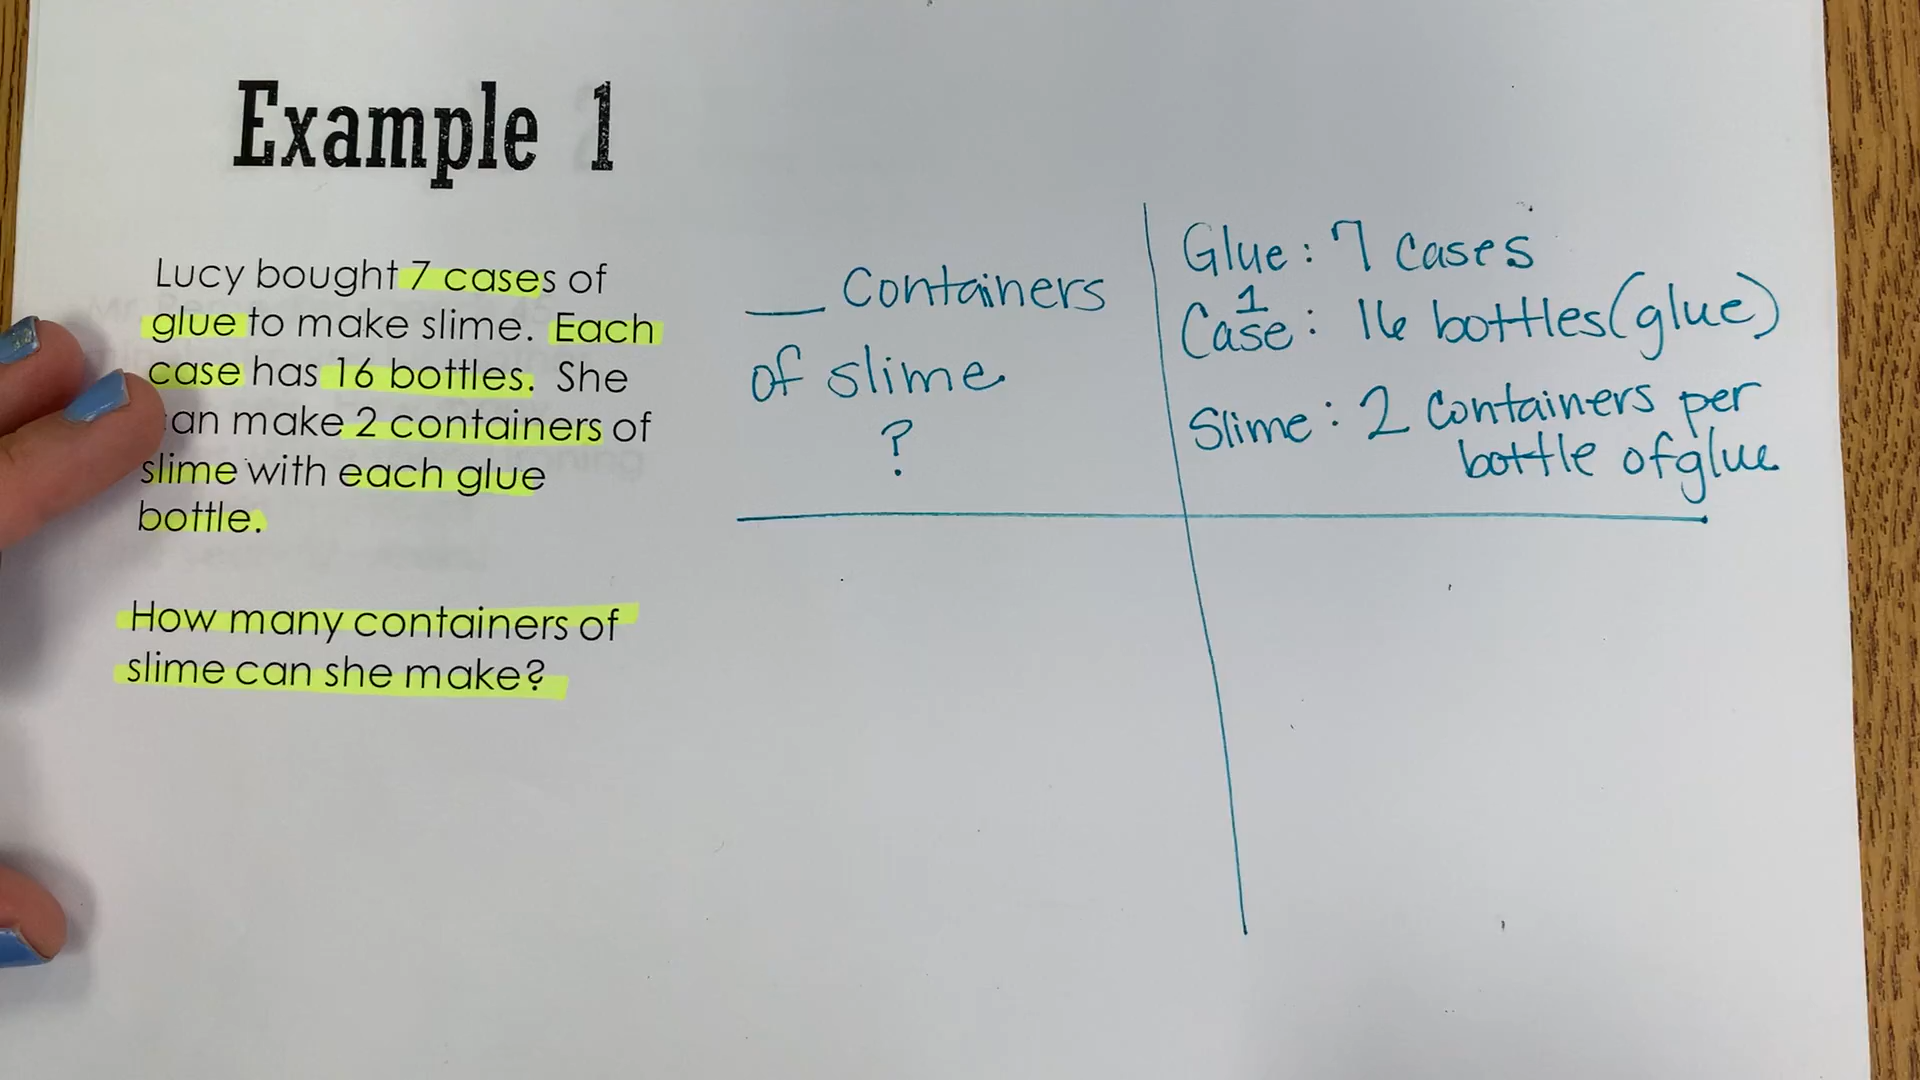 Example 1
Lucy bought 7 cases of
glue to make slime. Each
case has 16 bottles. She
an make 2 containers of
slime with each glue
bottle.
How many containers of
slime can she make?
__ Containers
of slime
?
Glue: 7 cases
1
Case: 16 bottles (glue)
Slime: 2 containers per
bottle of glue